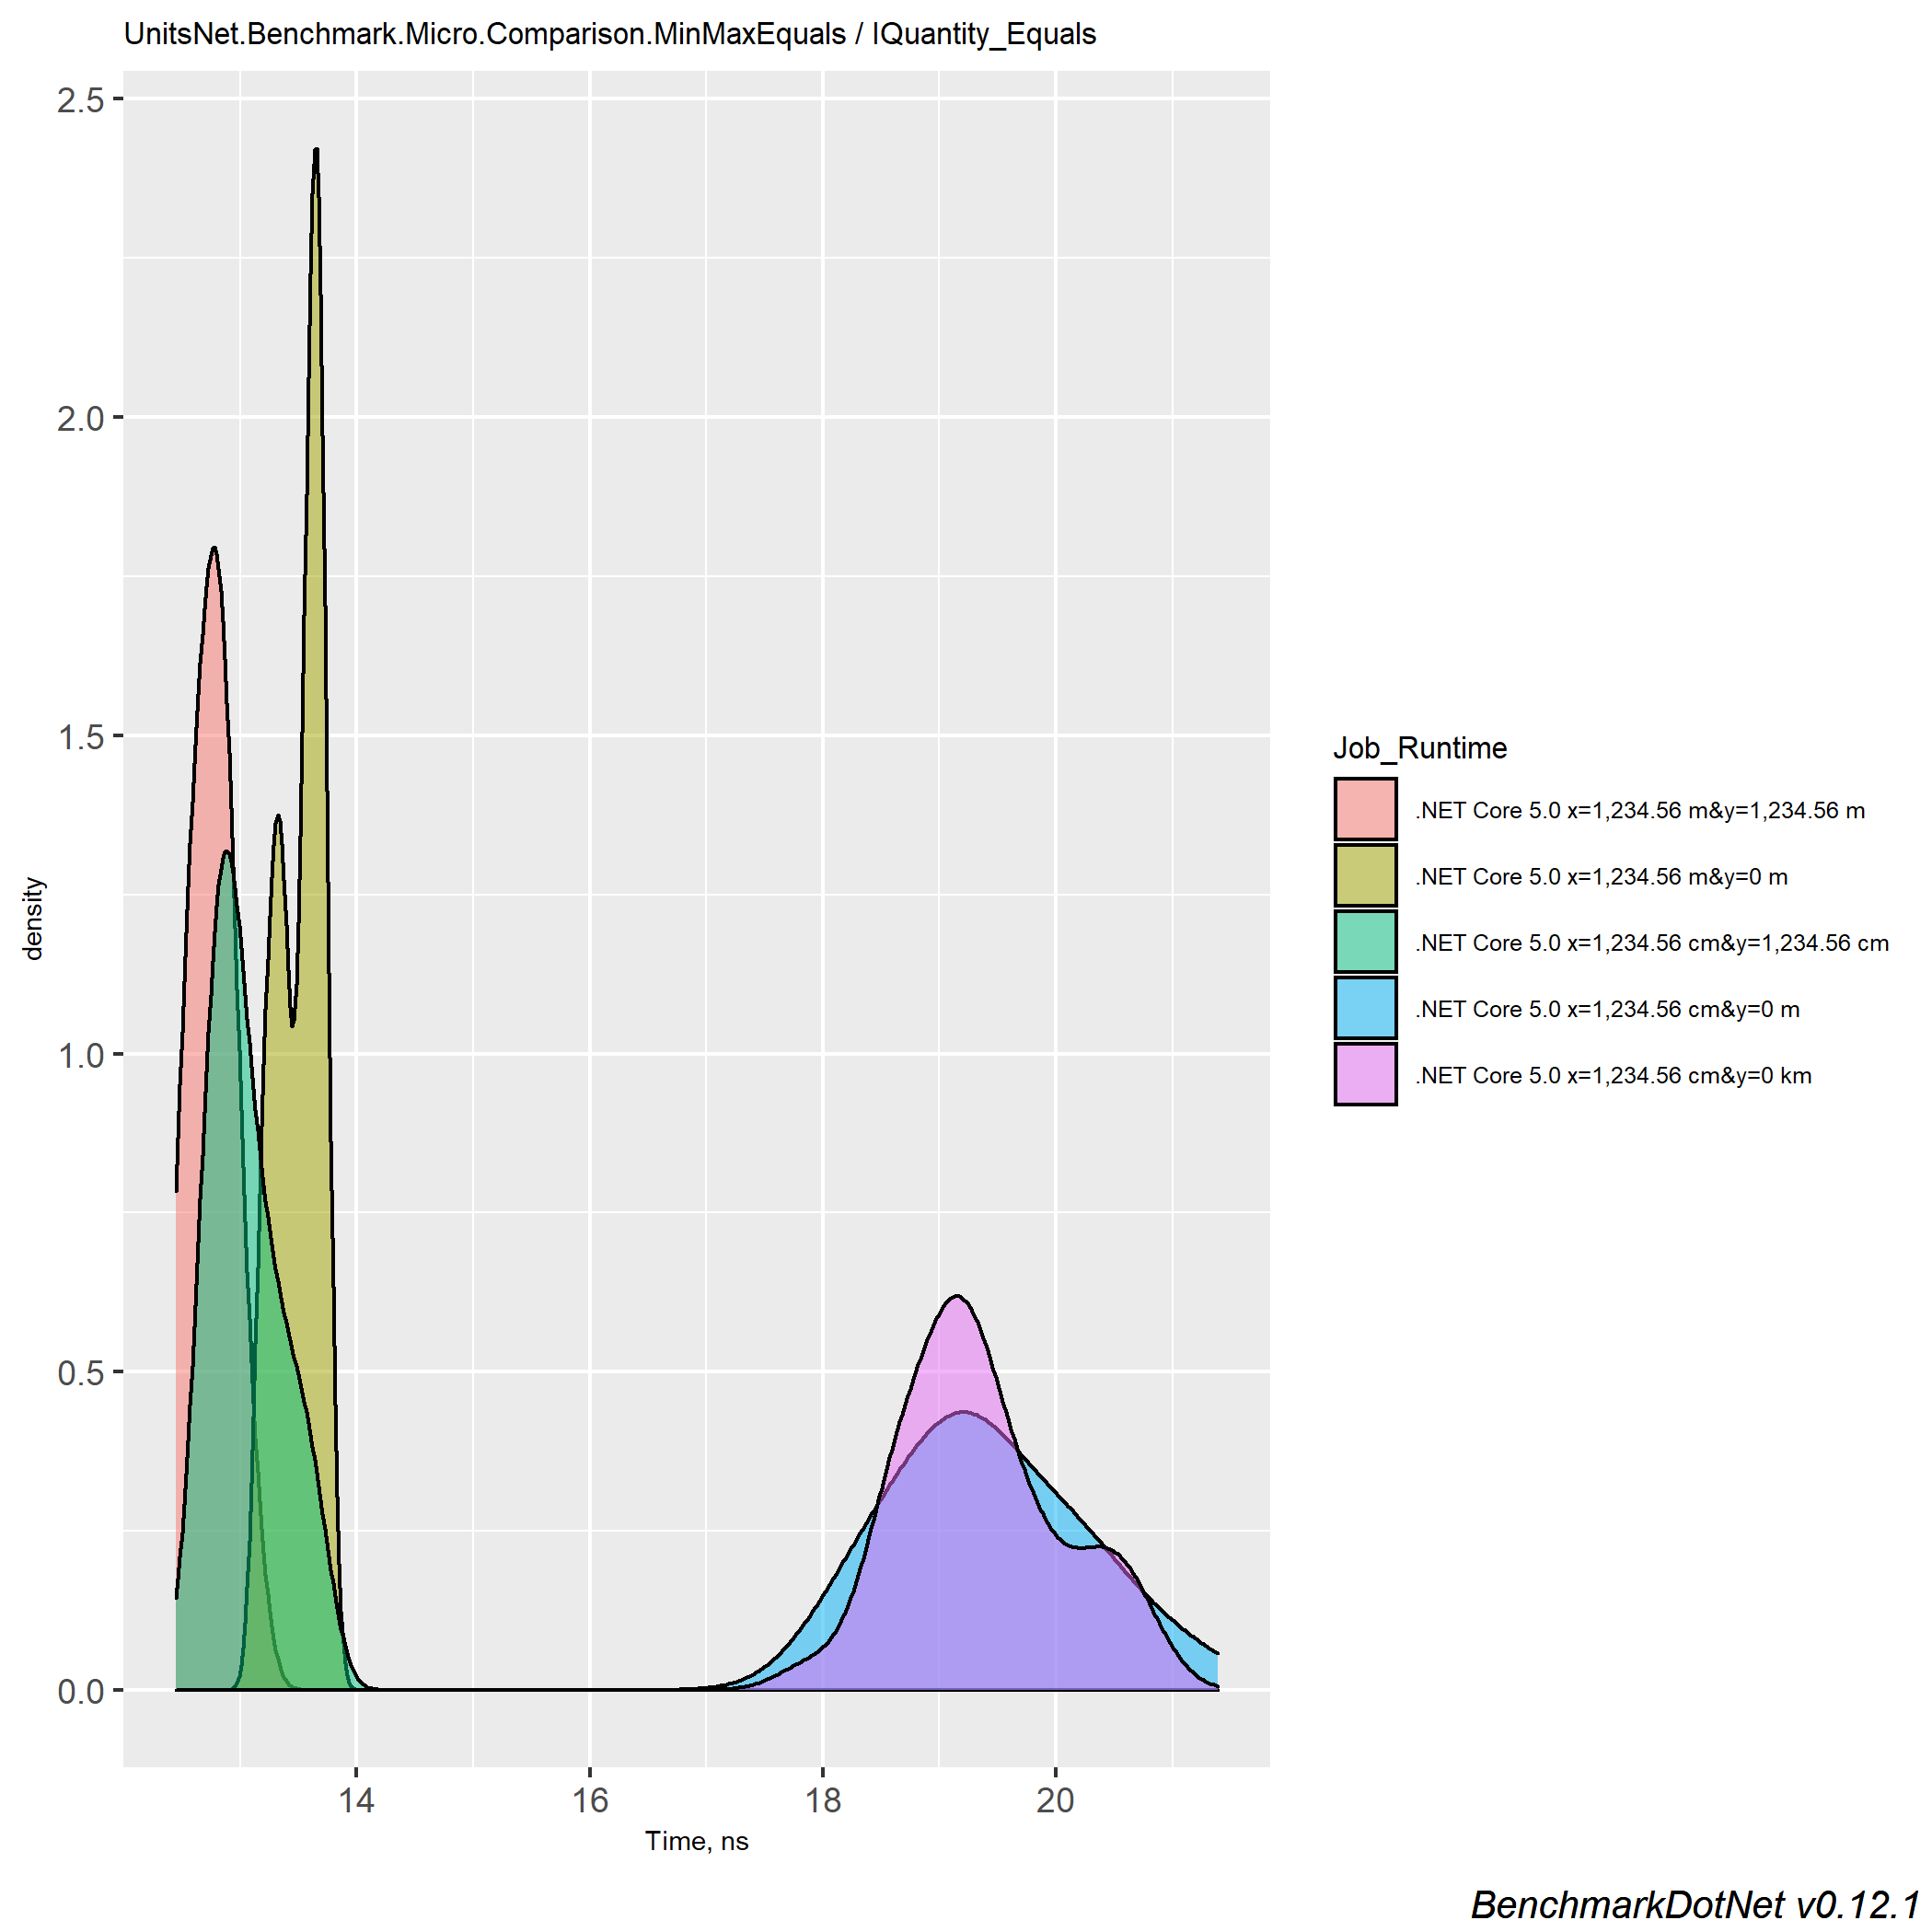 UnitsNet.Benchmark.Micro.Comparison.MinMaxEquals / IQuantity_Equals
2.5
2.0
1.5
1.0
0.5
0.0
density
14 16 18 20
Time, ns
Job_Runtime
.NET Core 5.0 x=1,234.56 m&y=1,234.56 m
.NET Core 5.0 x=1,234.56 m&y=0 m
.NET Core 5.0 x=1,234.56 cm&y=1,234.56 cm
.NET Core 5.0 x=1,234.56 cm&y=0 m
.NET Core 5.0 x=1,234.56 cm&y=0 km
BenchmarkDotNet v0.12.1